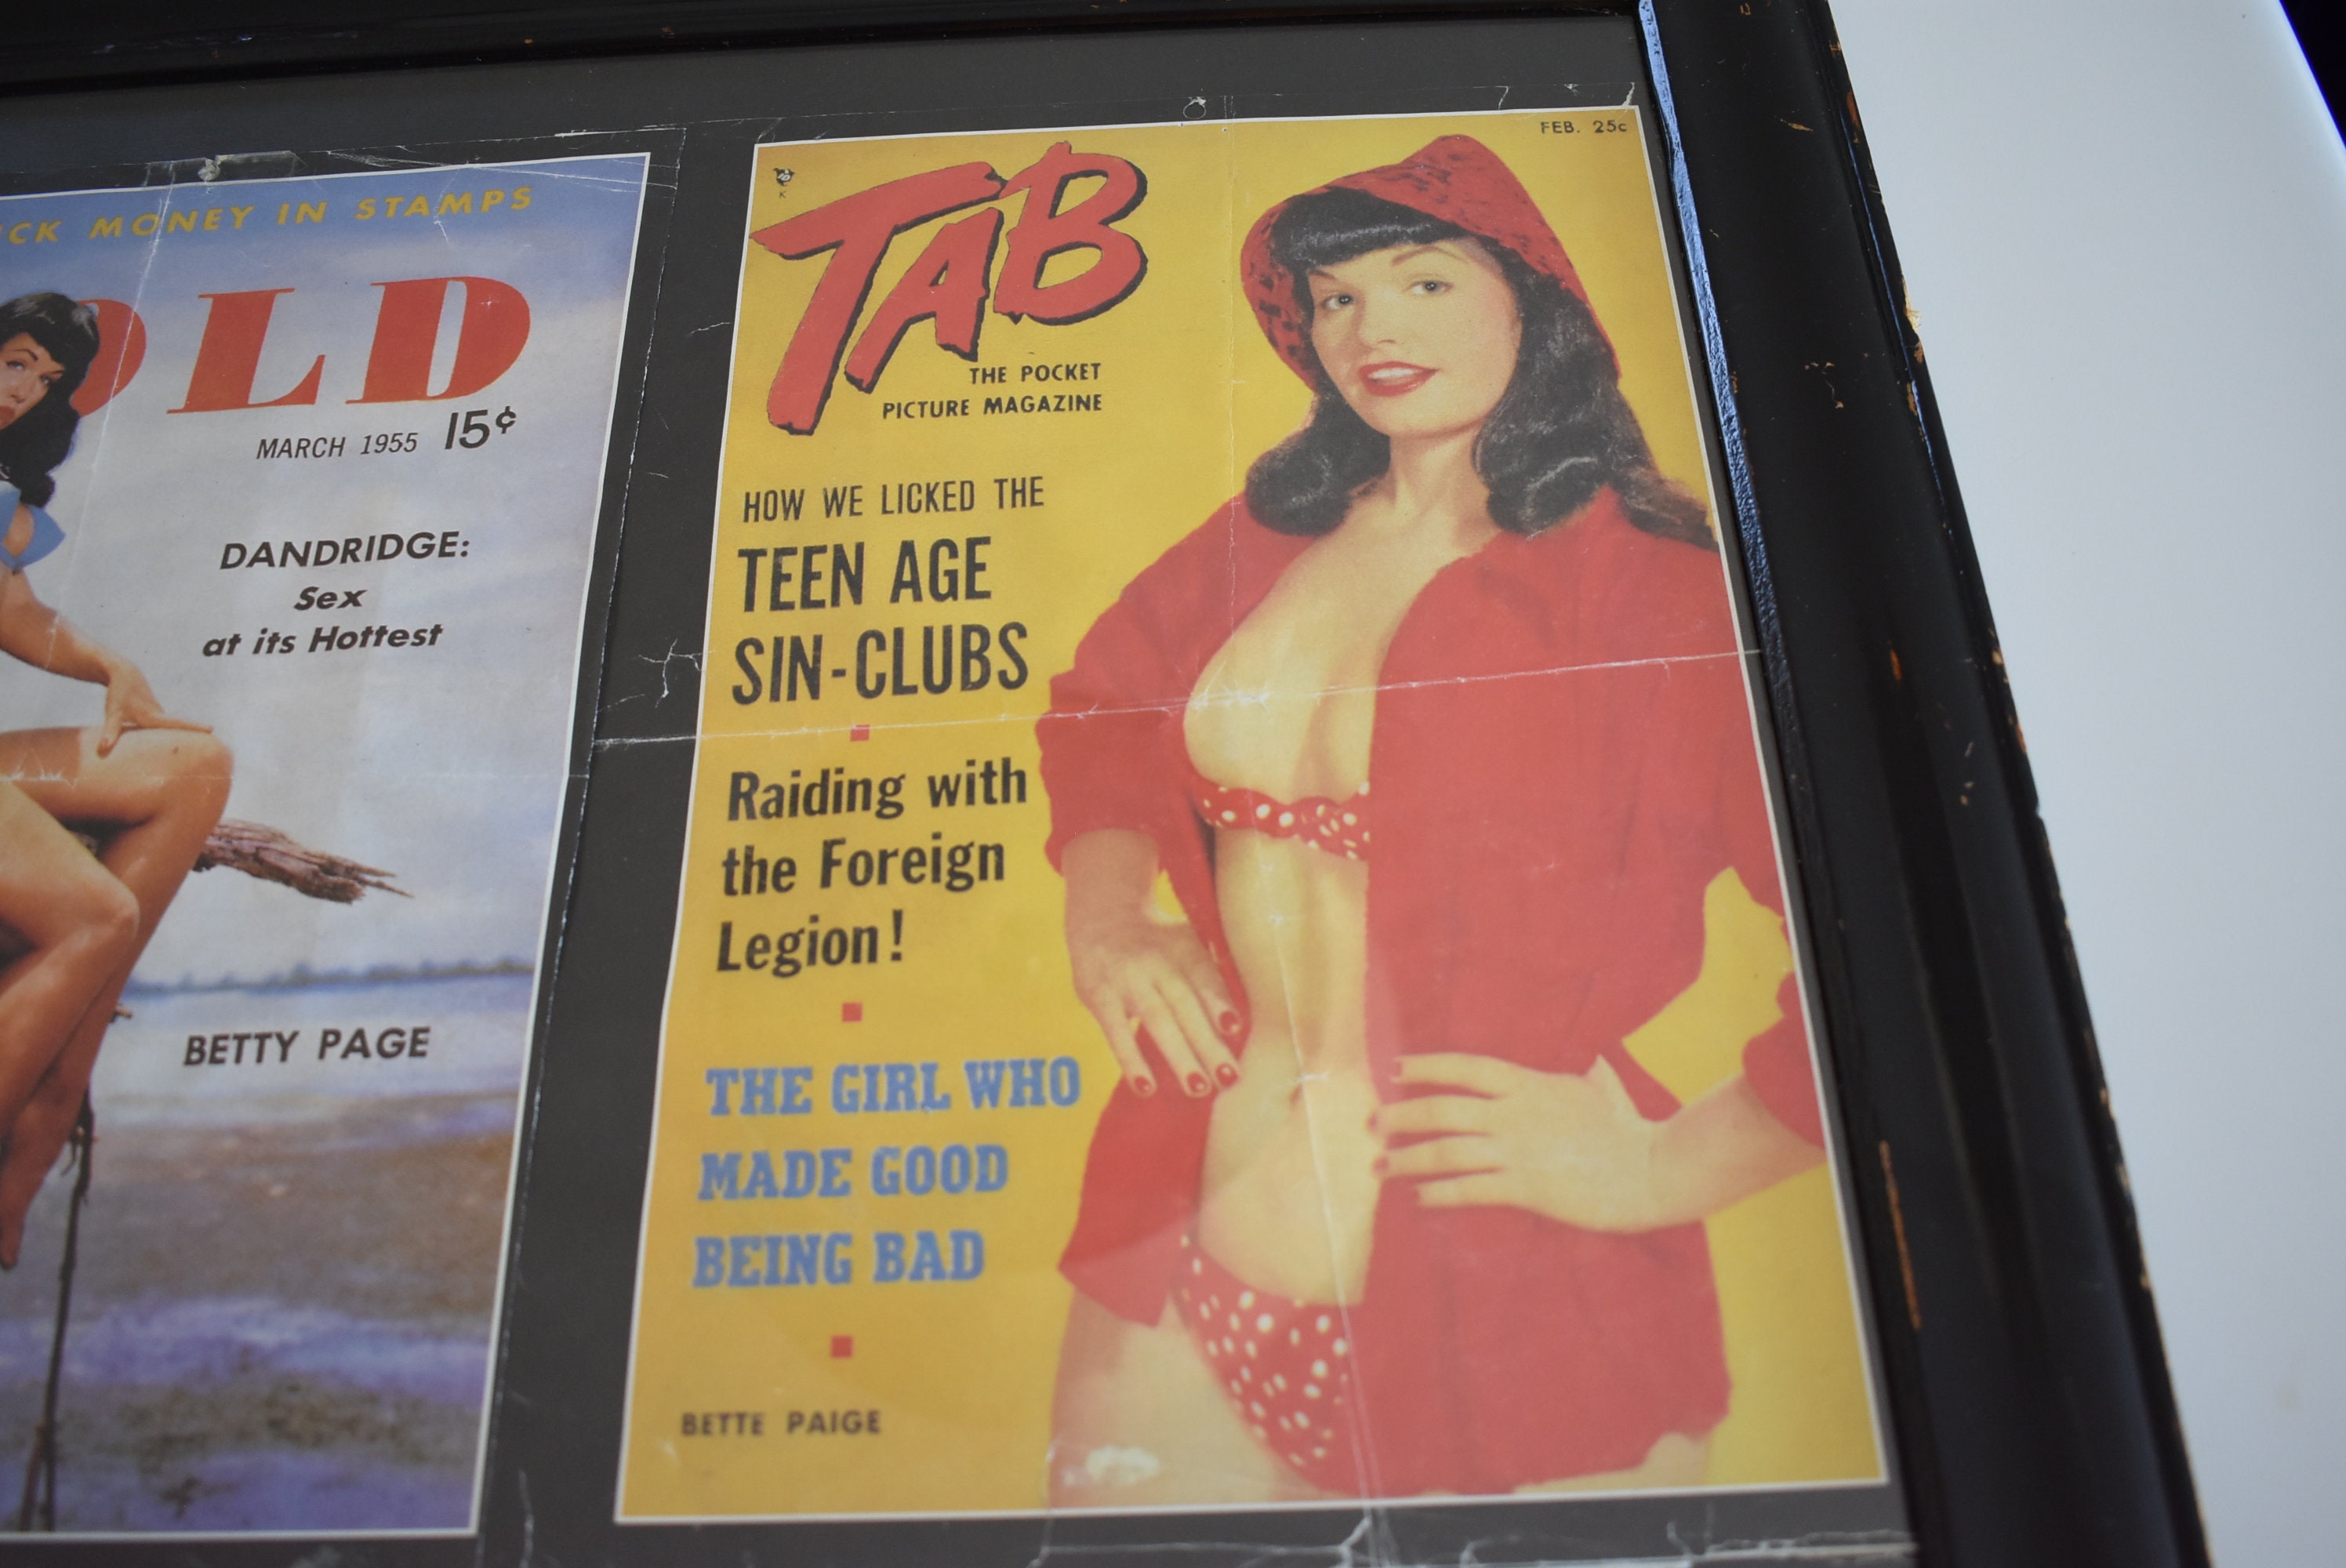 CK MONEY IN STAMPS
OLD
MARCH 1955 15¢
DANDRIDGE:
Sex
at its Hottest
BETTY PAGE
FEB. 25c
K
TAB
THE POCKET
PICTURE MAGAZINE
HOW WE LICKED THE
TEEN AGE
SIN-CLUBS
Raiding with
the Foreign
Legion!
THE GIRL WHO
MADE GOOD
BEING BAD
BETTE PAIGE